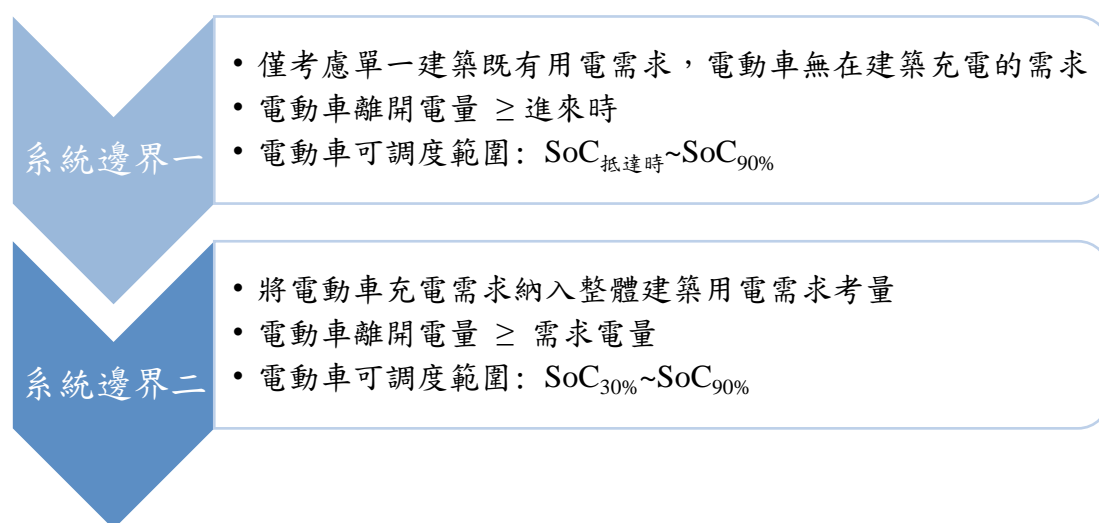 系統邊界一
• 僅考慮單一建築既有用電需求，電動車無在建築充電的需求
• 電動車離開電量 ≥ 進來時
• 電動車可調度範圍: SoC抵達時~SoC90%
系統邊界二
• 將電動車充電需求納入整體建築用電需求考量
• 電動車離開電量 ≥ 需求電量
• 電動車可調度範圍: SoC30%~SoC90%